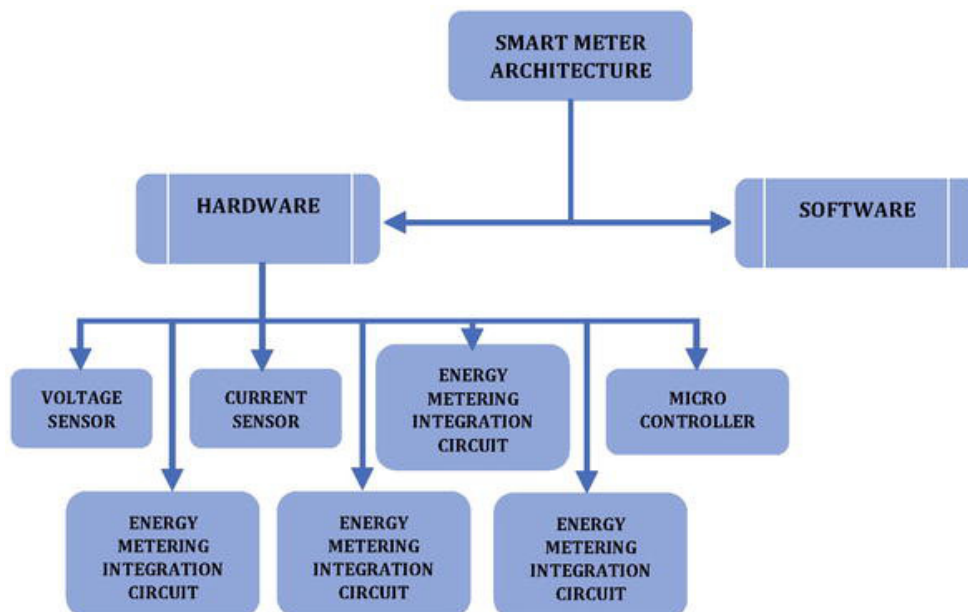 SMART METER
ARCHITECTURE
HARDWARE
SOFTWARE
VOLTAGE
SENSOR
CURRENT
SENSOR
ENERGY
METERING
INTEGRATION
CIRCUIT
MICRO
CONTROLLER
ENERGY
METERING
INTEGRATION
CIRCUIT
ENERGY
METERING
INTEGRATION
CIRCUIT
ENERGY
METERING
INTEGRATION
CIRCUIT